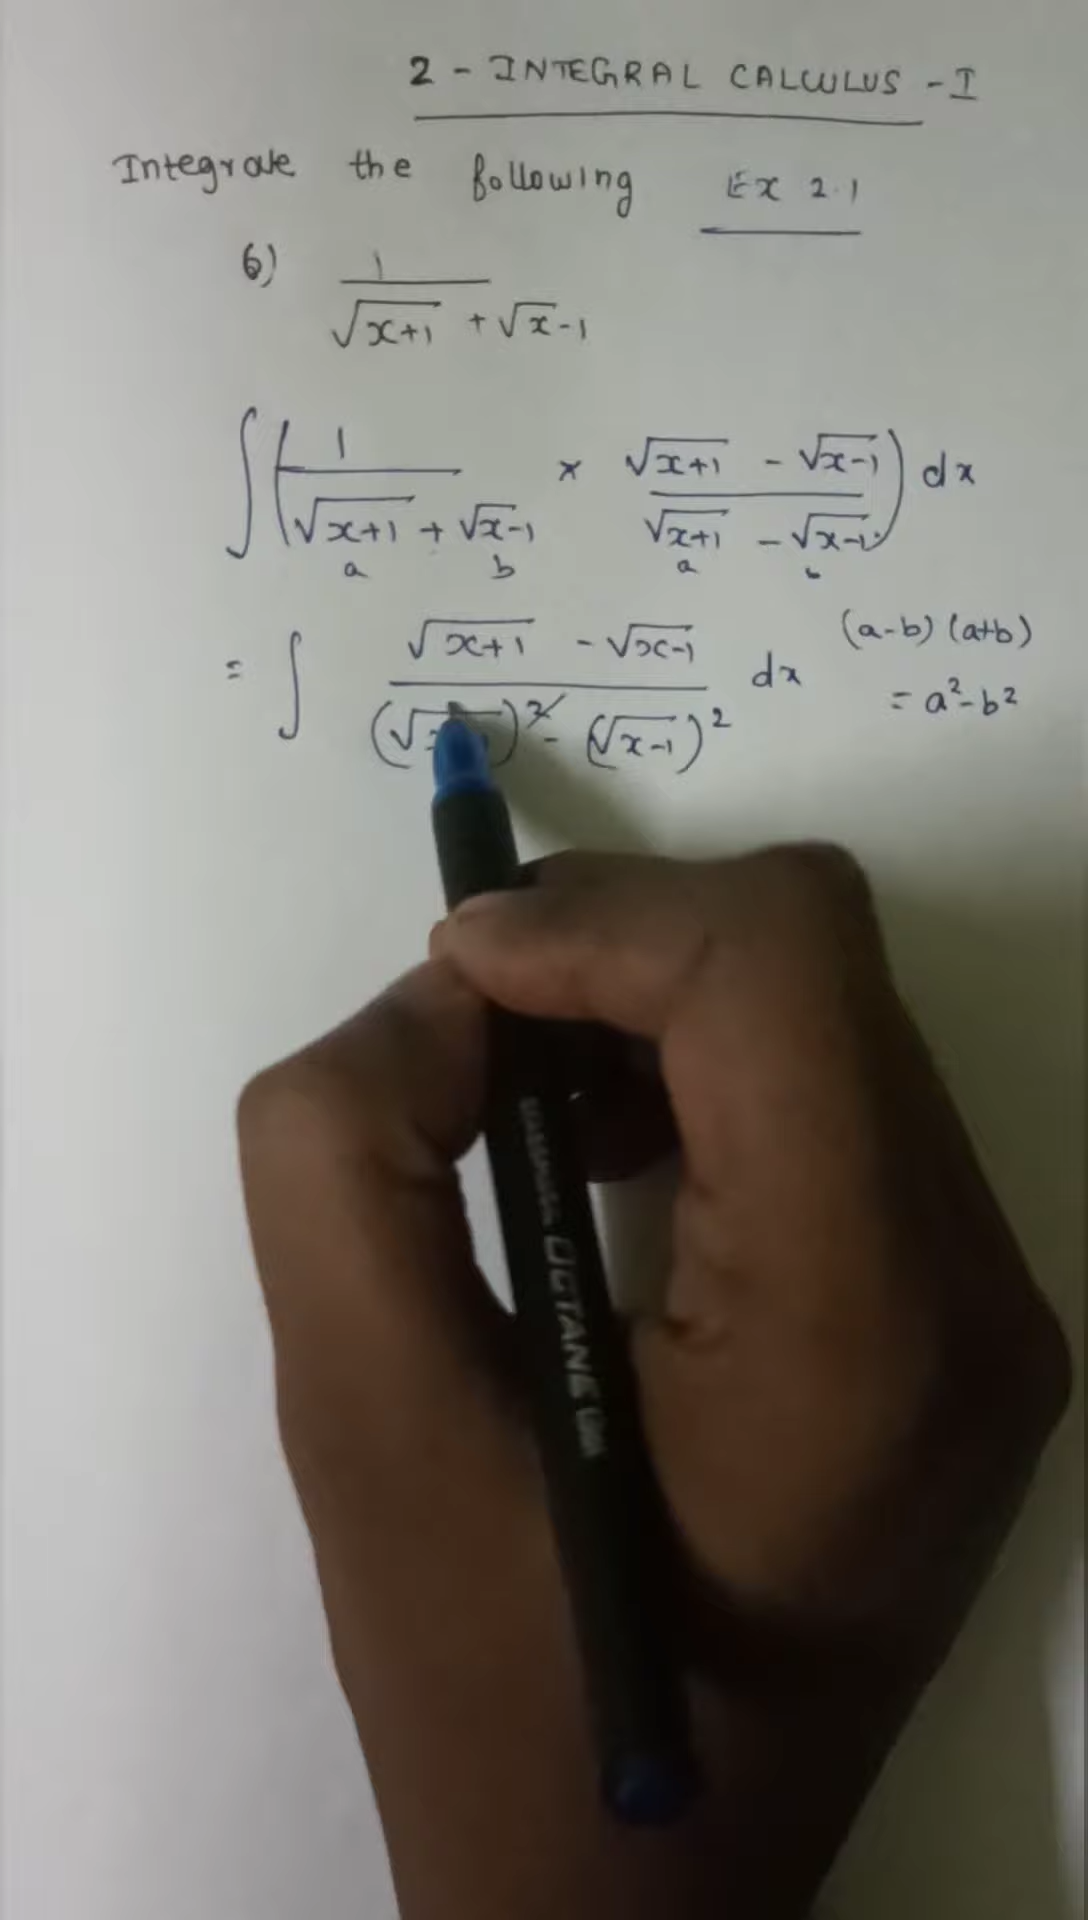 2 - INTEGRAL CALCULUS - I
Integrate the following Ex 2.1
6) 1 / √x+1 + √x-1
∫ ( 1 / √x+1 + √x-1 × √x+1 - √x-1 / √x+1 - √x-1 ) dx
a b a b
= ∫ √x+1 - √x-1 / (√ )² - (√x-1)² dx (a-b) (a+b)
= a²-b²
OCTANE